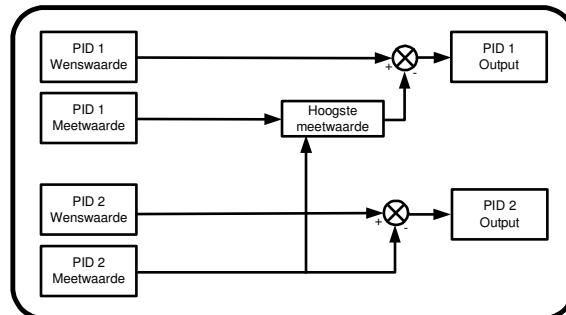 PID 1
Wenswaarde
+
-
PID 1
Output
PID 1
Meetwaarde
Hoogste
meetwaarde
PID 2
Wenswaarde
+
-
PID 2
Output
PID 2
Meetwaarde